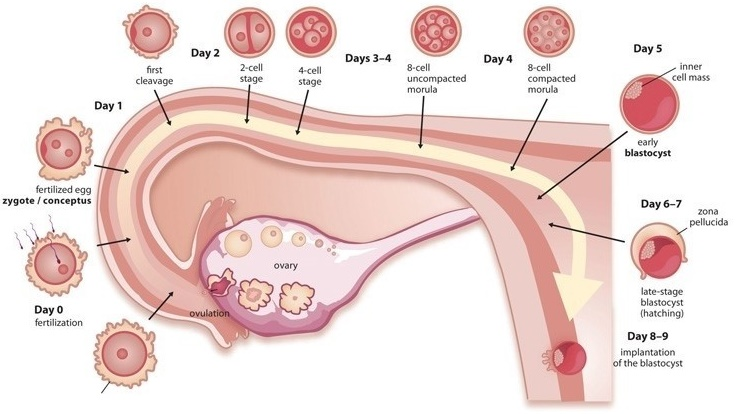 Day 2
Days 3–4
Day 4
Day 5
first
cleavage
2-cell
stage
4-cell
stage
8-cell
uncompacted
morula
8-cell
compacted
morula
inner
cell mass
Day 1
early
blastocyst
fertilized egg
zygote / conceptus
Day 6–7
zona
pellucida
ovary
late-stage
blastocyst
(hatching)
Day 0
fertilization
ovulation
Day 8–9
implantation
of the blastocyst